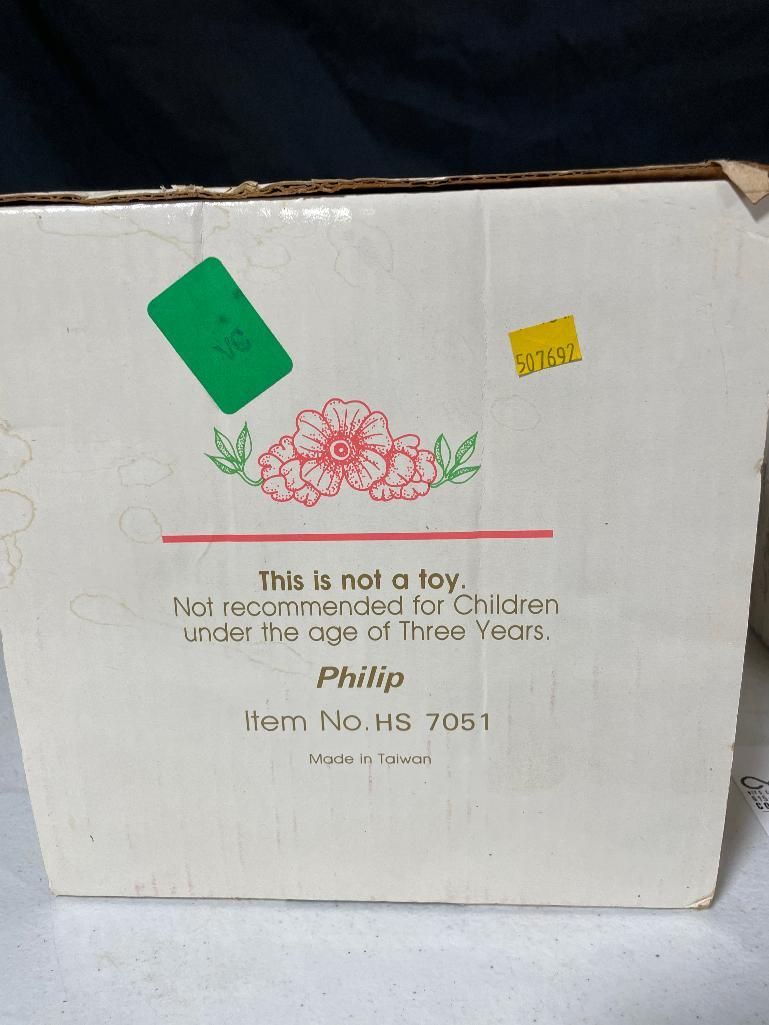 VC
507692
This is not a toy.
Not recommended for Children
under the age of Three Years.
Philip
Item No. HS 7051
Made in Taiwan